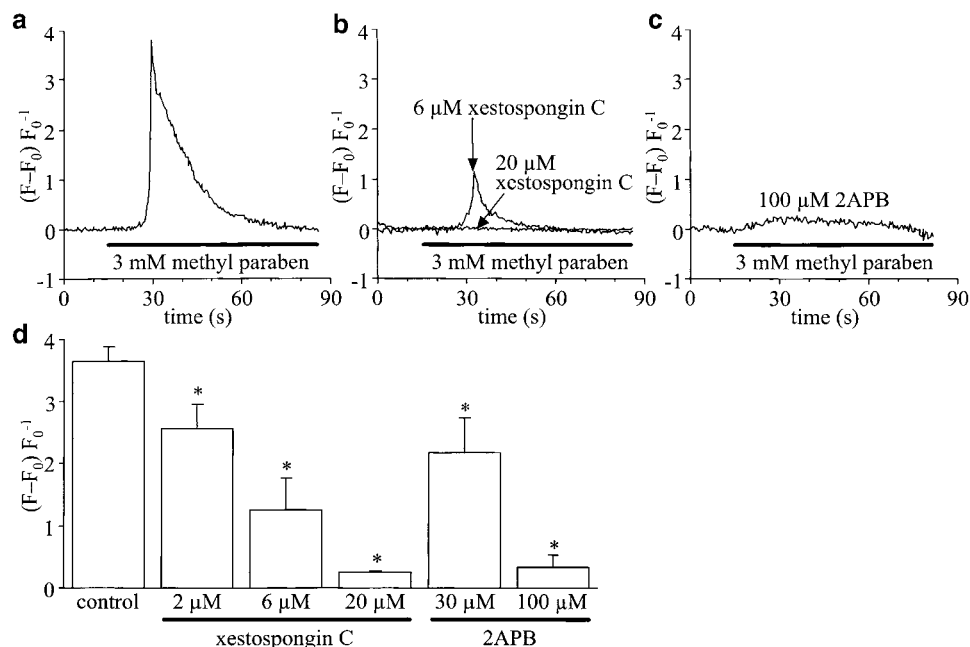 a
4
3
2
1
0
-1
(F–F₀) F₀⁻¹
3 mM methyl paraben
0 30 60 90
time (s)
b
4
3
2
1
0
-1
(F–F₀) F₀⁻¹
6 µM xestospongin C
20 µM
xestospongin C
3 mM methyl paraben
0 30 60 90
time (s)
c
4
3
2
1
0
-1
(F–F₀) F₀⁻¹
100 µM 2APB
3 mM methyl paraben
0 30 60 90
time (s)
d
4
3
2
1
0
(F–F₀) F₀⁻¹
* * * * *
control 2 µM 6 µM 20 µM 30 µM 100 µM
xestospongin C 2APB